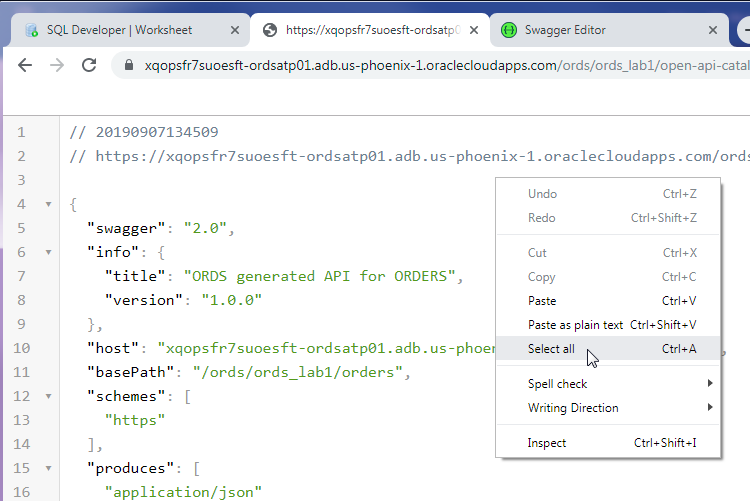 SQL Developer | Worksheet
https://xqopsfr7suoesft-ordsatp0
Swagger Editor
xqopsfr7suoesft-ordsatp01.adb.us-phoenix-1.oraclecloudapps.com/ords/ords_lab1/open-api-catal
1 // 20190907134509
2 // https://xqopsfr7suoesft-ordsatp01.adb.us-phoenix-1.oraclecloudapps.com/ords
3
4 {
5 "swagger": "2.0",
6 "info": {
7 "title": "ORDS generated API for ORDERS",
8 "version": "1.0.0"
9 },
10 "host": "xqopsfr7suoesft-ordsatp01.adb.us-phoen
11 "basePath": "/ords/ords_lab1/orders",
12 "schemes": [
13 "https"
14 ],
15 "produces": [
16 "application/json"
Undo Ctrl+Z
Redo Ctrl+Shift+Z
Cut Ctrl+X
Copy Ctrl+C
Paste Ctrl+V
Paste as plain text Ctrl+Shift+V
Select all Ctrl+A
Spell check
Writing Direction
Inspect Ctrl+Shift+I